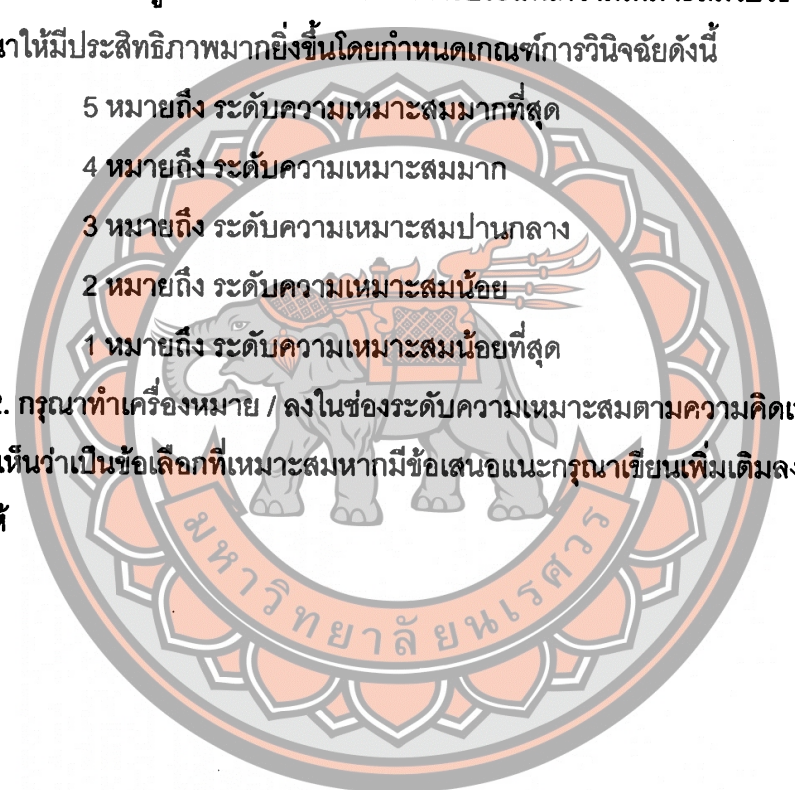 นาให้มีประสิทธิภาพมากยิ่งขึ้นโดยกำหนดเกณฑ์การวินิจฉัยดังนี้
5 หมายถึง ระดับความเหมาะสมมากที่สุด
4 หมายถึง ระดับความเหมาะสมมาก
3 หมายถึง ระดับความเหมาะสมปานกลาง
2 หมายถึง ระดับความเหมาะสมน้อย
1 หมายถึง ระดับความเหมาะสมน้อยที่สุด
2. กรุณาทำเครื่องหมาย / ลงในช่องระดับความเหมาะสมตามความคิดเ
เห็นว่าเป็นข้อเลือกที่เหมาะสมหากมีข้อเสนอแนะกรุณาเขียนเพิ่มเติมลง
มหาวิทยาลัยนเรศวร